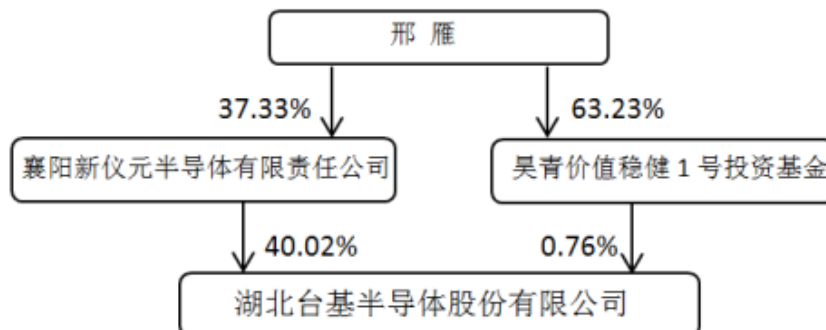 邢 雁
37.33%
63.23%
襄阳新仪元半导体有限责任公司
昊青价值稳健 1 号投资基金
40.02%
0.76%
湖北台基半导体股份有限公司